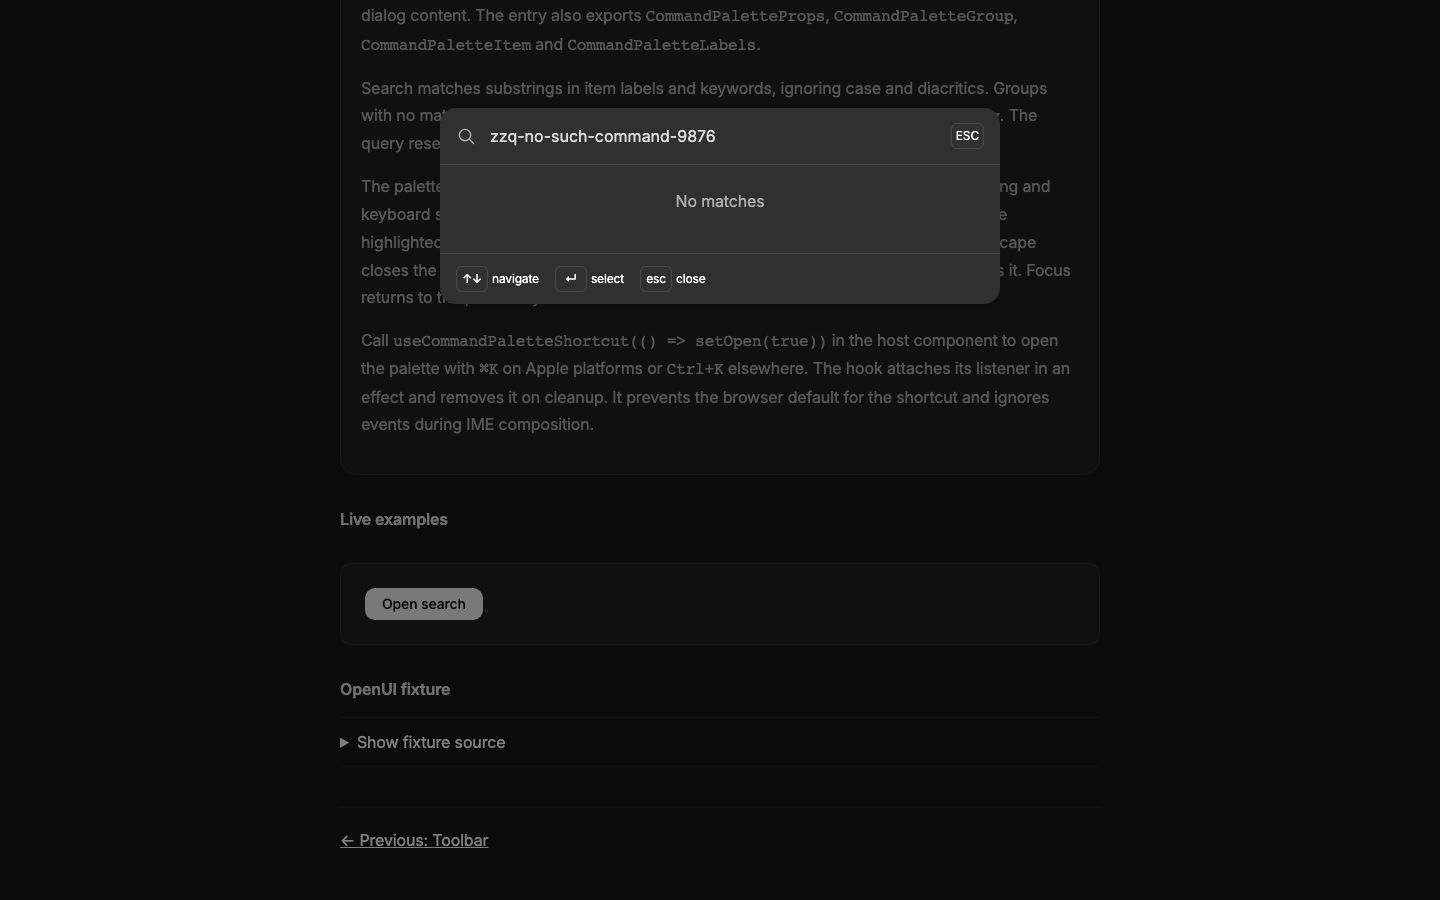 dialog content. The entry also exports CommandPaletteProps, CommandPaletteGroup,
CommandPaletteItem and CommandPaletteLabels.
Search matches substrings in item labels and keywords, ignoring case and diacritics. Groups
with no The
query
zzq-no-such-command-9876 ESC
No matches
↑↓ navigate ↵ select esc close
The palette and
keyboard
highlighted
closes the it. Focus
returns to
Call useCommandPaletteShortcut(() => setOpen(true)) in the host component to open
the palette with ⌘K on Apple platforms or Ctrl+K elsewhere. The hook attaches its listener in an
effect and removes it on cleanup. It prevents the browser default for the shortcut and ignores
events during IME composition.
Live examples
Open search
OpenUI fixture
▶ Show fixture source
← Previous: Toolbar